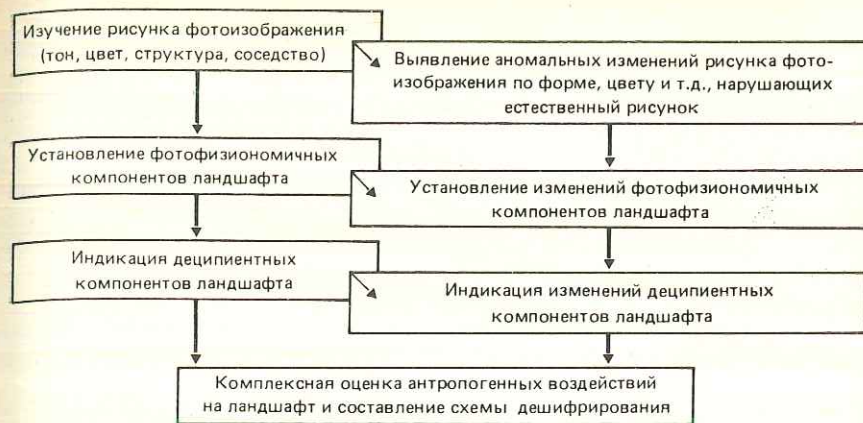 Изучение рисунка фотоизображения
(тон, цвет, структура, соседство)
Выявление аномальных изменений рисунка фото-
изображения по форме, цвету и т.д., нарушающих
естественный рисунок
Установление фотофизиономичных
компонентов ландшафта
Установление изменений фотофизиономичных
компонентов ландшафта
Индикация деципиентных
компонентов ландшафта
Индикация изменений деципиентных
компонентов ландшафта
Комплексная оценка антропогенных воздействий
на ландшафт и составление схемы дешифрирования